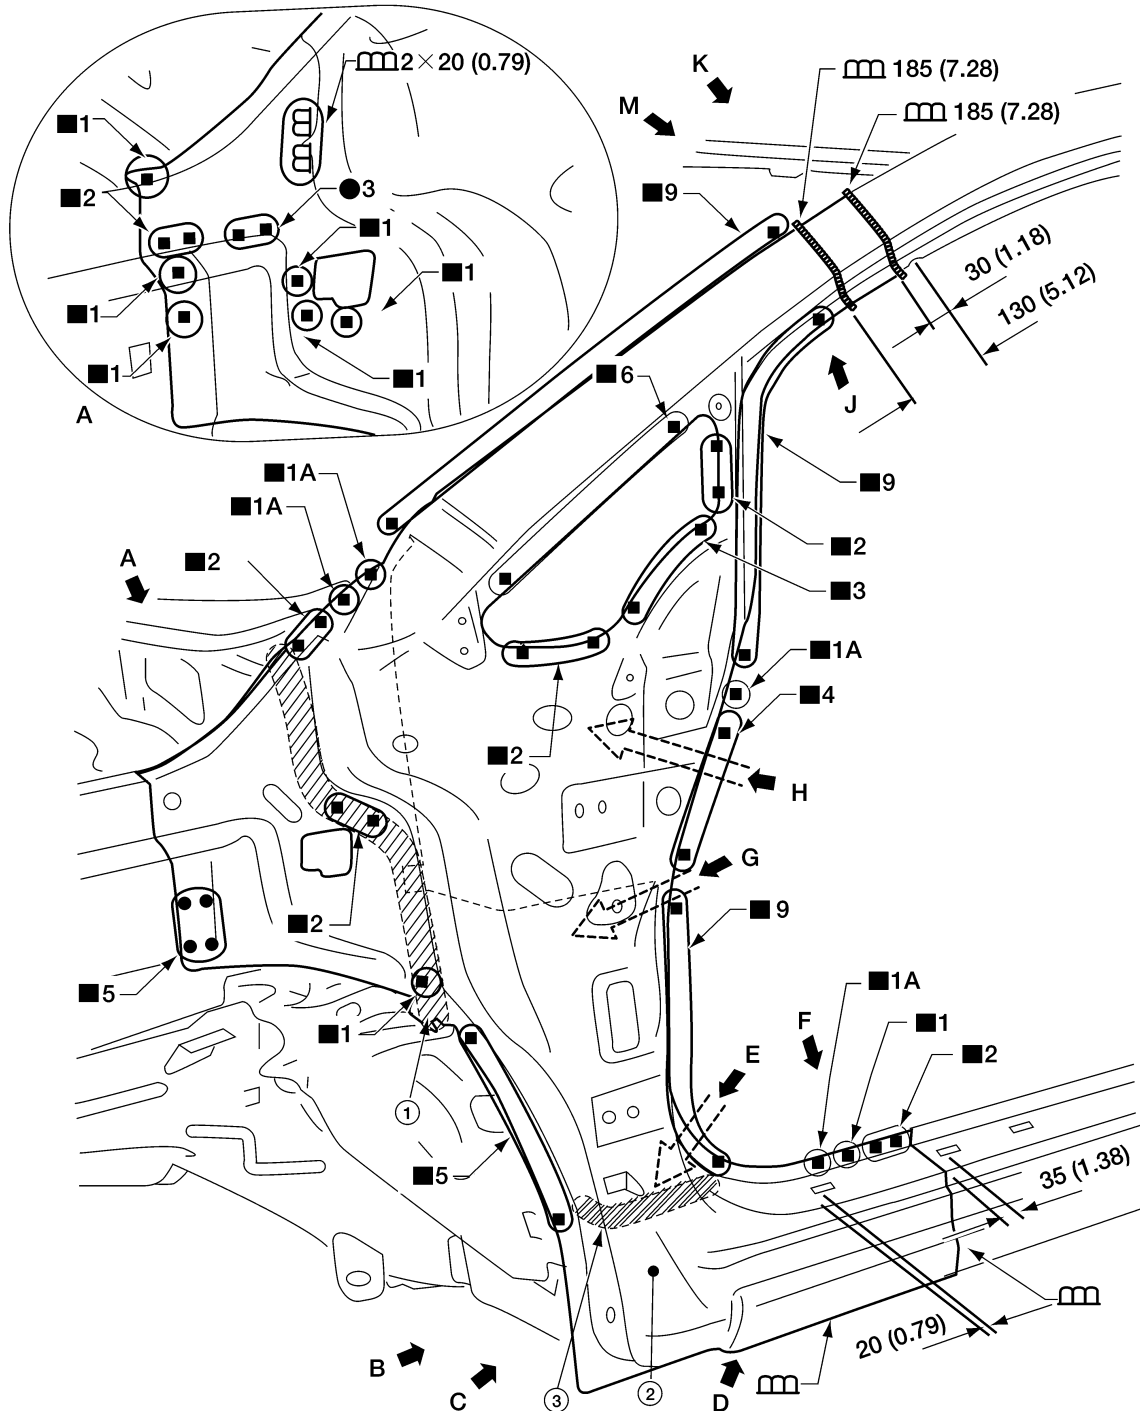 2×20 (0.79)
■1
■2
●3
■1
■1
■1
■1
■1
A
K
M
185 (7.28)
185 (7.28)
■9
30 (1.18)
130 (5.12)
J
■6
■9
■2
■3
■1A
■1A
■2
A
■1A
■4
■2
H
G
■9
■2
■5
■1
1
■5
■1A
F
■1
■2
E
35 (1.38)
20 (0.79)
B
C
3
2
D